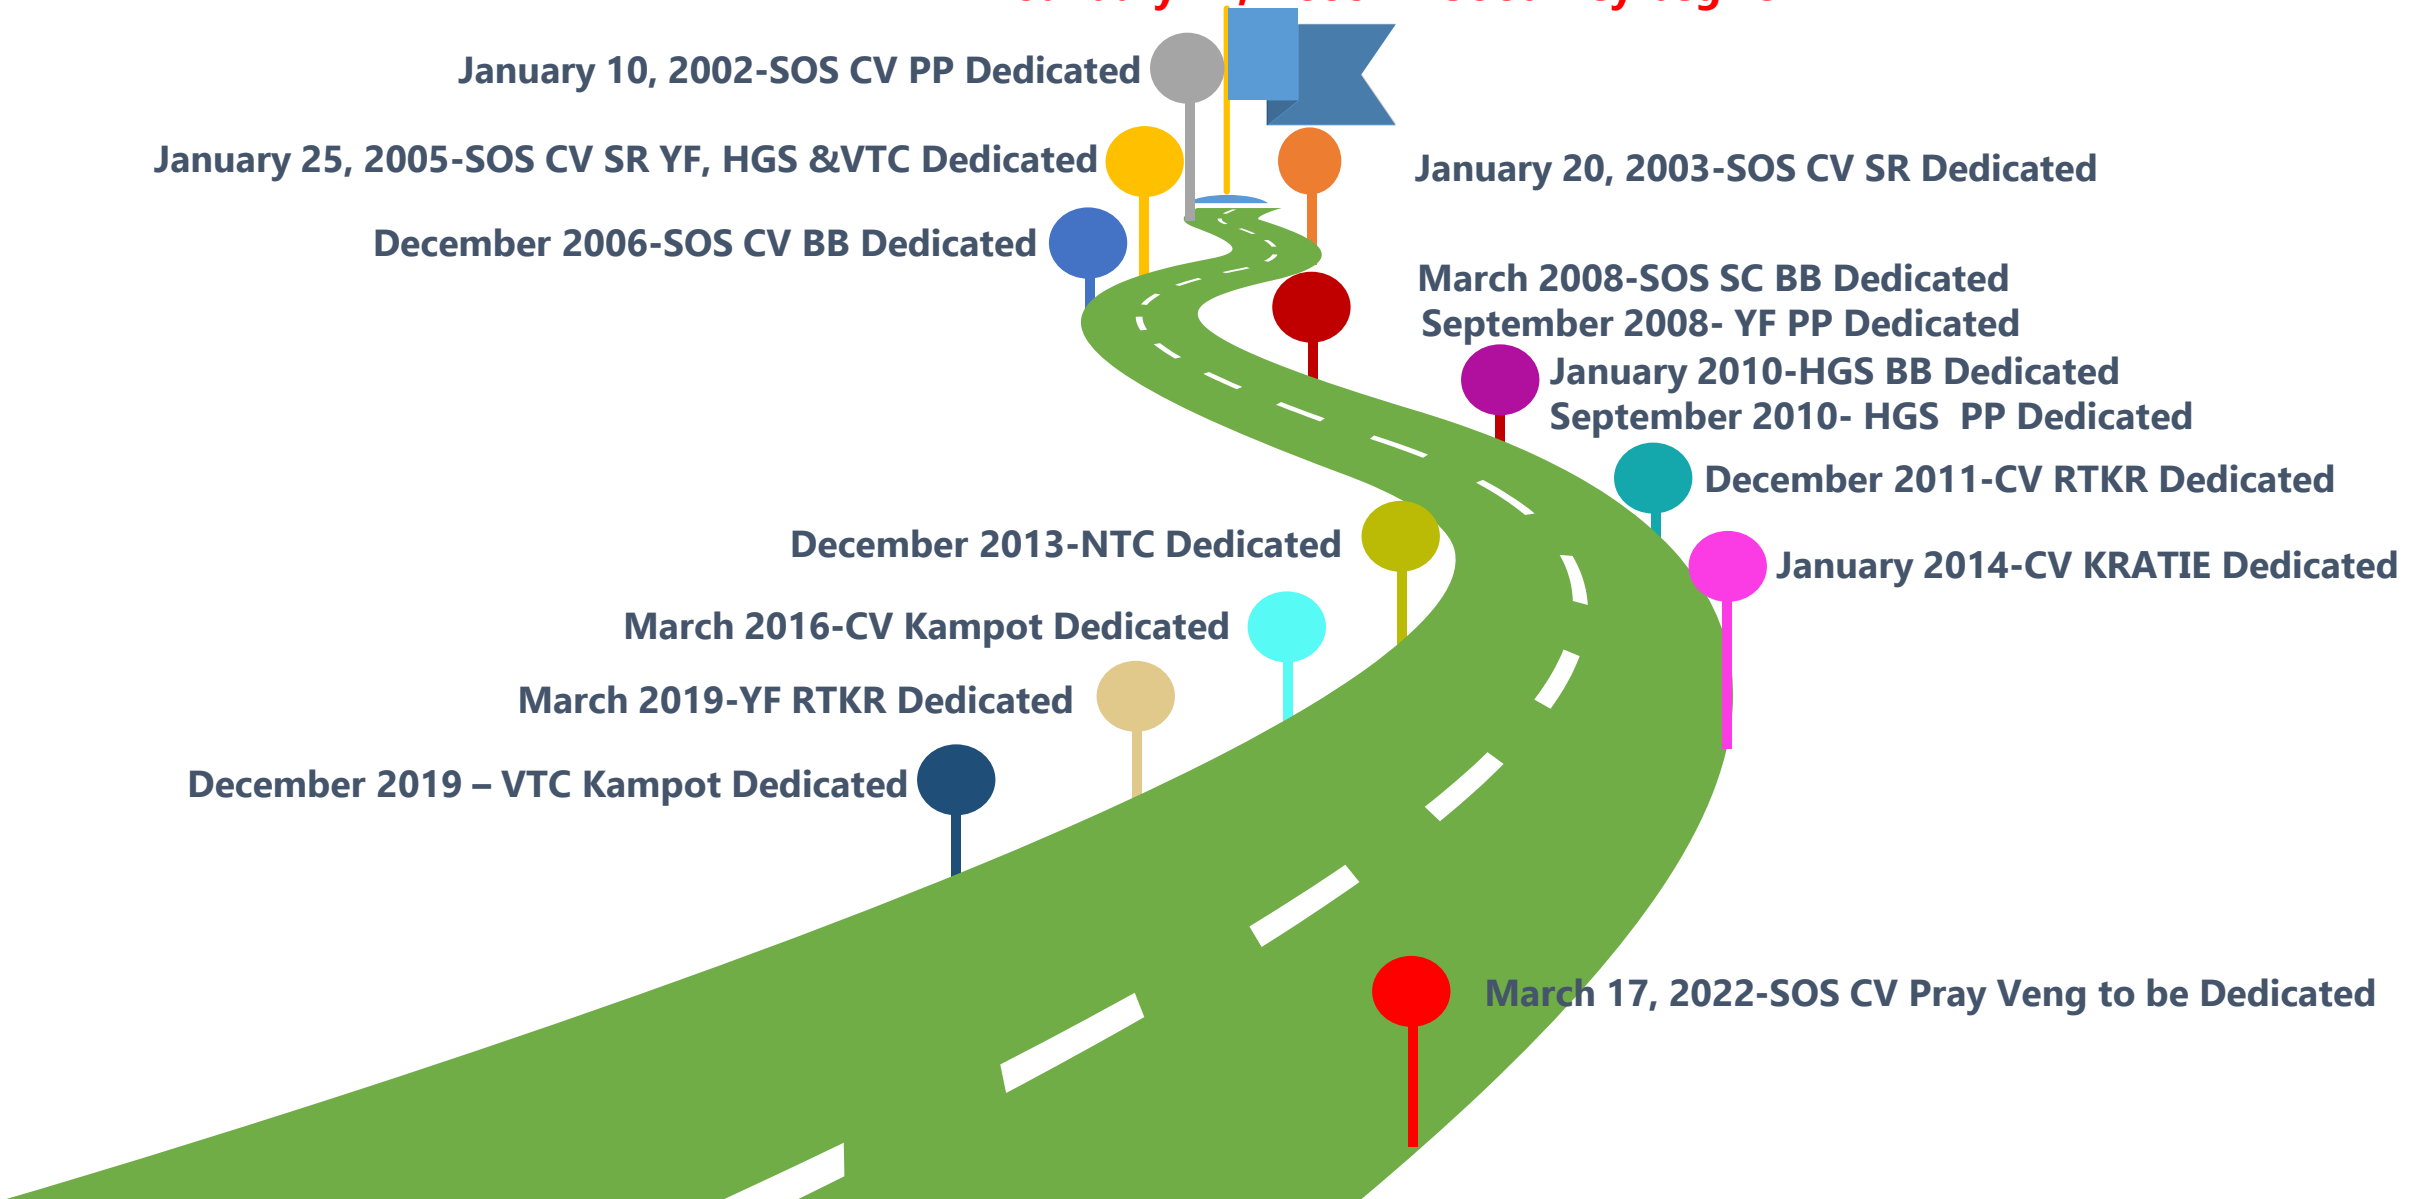 January 10, 2002-SOS CV PP Dedicated
January 25, 2005-SOS CV SR YF, HGS &VTC Dedicated
January 20, 2003-SOS CV SR Dedicated
December 2006-SOS CV BB Dedicated
March 2008-SOS SC BB Dedicated
September 2008- YF PP Dedicated
January 2010-HGS BB Dedicated
September 2010- HGS  PP Dedicated
December 2011-CV RTKR Dedicated
December 2013-NTC Dedicated
January 2014-CV KRATIE Dedicated
March 2016-CV Kampot Dedicated
March 2019-YF RTKR Dedicated
December 2019 – VTC Kampot Dedicated
March 17, 2022-SOS CV Pray Veng to be Dedicated